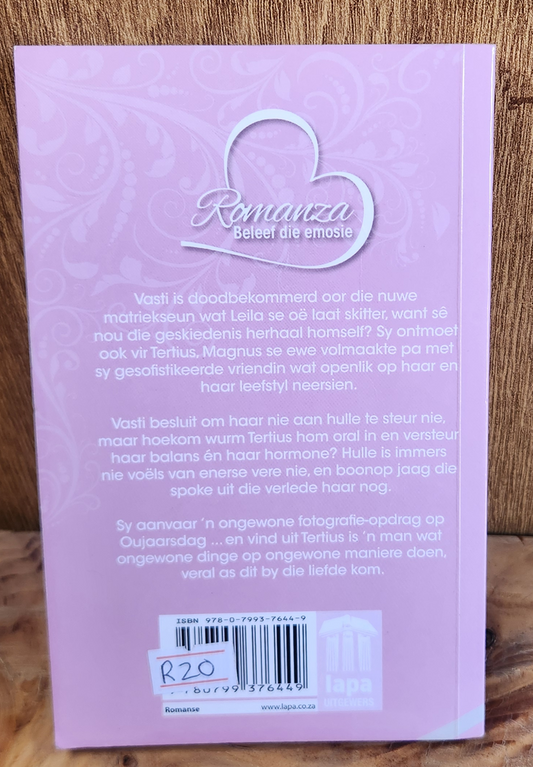 Romanza
Beleef die emosie
Vasti is doodbekommerd oor die nuwe
matriekseun wat Leila se oë laat skitter, want sê
nou die geskiedenis herhaal homself? Sy ontmoet
ook vir Tertius, Magnus se ewe volmaakte pa met
sy gesofistikeerde vriendin wat openlik op haar en
haar leefstyl neersien.
Vasti besluit om haar nie aan hulle te steur nie,
maar hoekom wurm Tertius hom oral in en versteur
haar balans én haar hormone? Hulle is immers
nie voëls van enerse vere nie, en boonop jaag die
spoke uit die verlede haar nog.
Sy aanvaar 'n ongewone fotografie-opdrag op
Oujaarsdag ... en vind uit Tertius is 'n man wat
ongewone dinge op ongewone maniere doen,
veral as dit by die liefde kom.
ISBN 978-0-7993-7644-9
R20
780799 376449
Romanse www.lapa.co.za
lapa
UITGEWERS